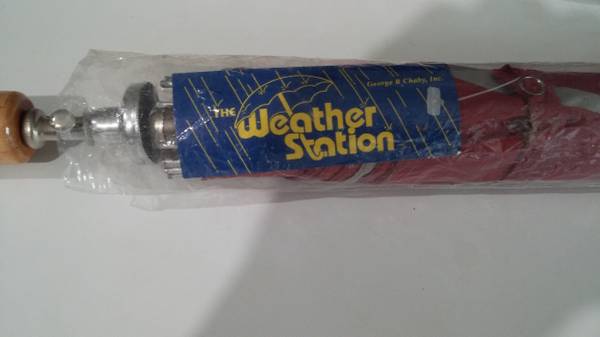 George B Chaby, Inc.
THE
Weather
Station